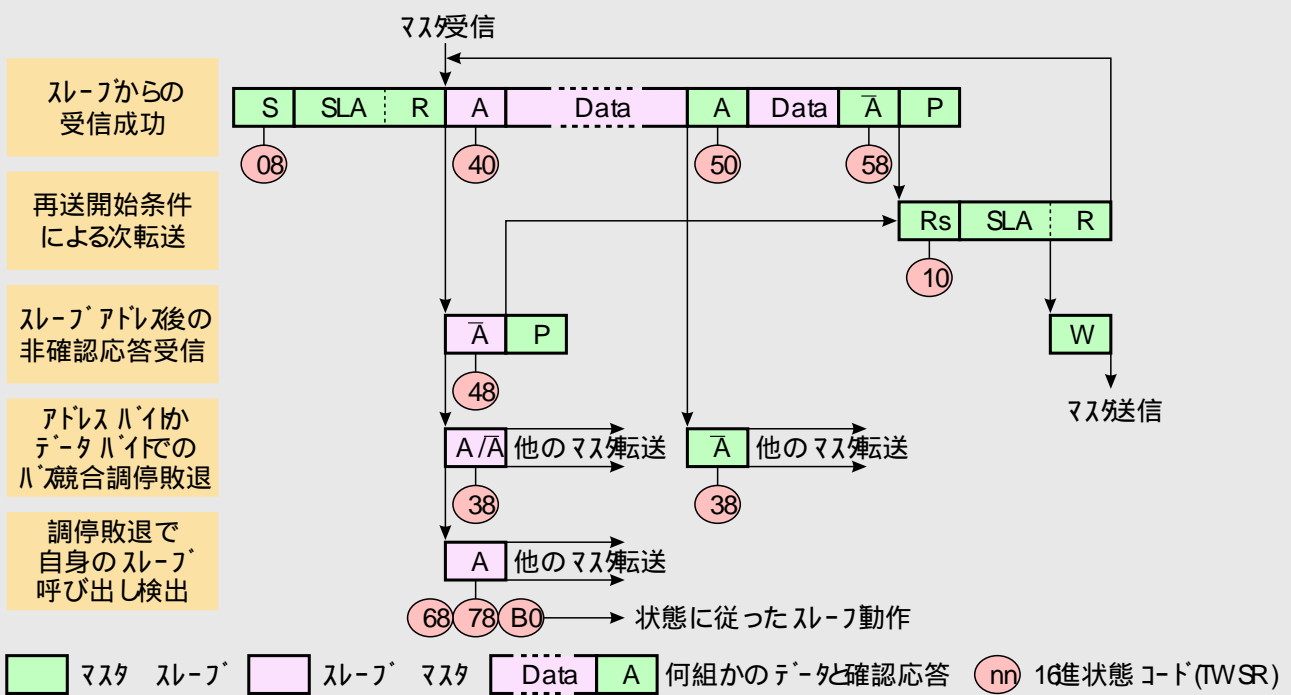 マスタ受信
スレーブからの
受信成功
S SLA R A Data A Data A̅ P
08 40 50 58
再送開始条件
による次転送
Rs SLA R
10
スレーブ アドレス後の
非確認応答受信
A̅ P
W
48
マスタ送信
アドレス バイトか
データ バイトでの
バス競合調停敗退
A/A̅ 他のマスタ転送
A̅ 他のマスタ転送
38 38
調停敗退で
自身のスレーブ
呼び出し検出
A 他のマスタ転送
68 78 B0 状態に従ったスレーブ動作
マスタ スレーブ スレーブ マスタ Data A 何組かのデータと確認応答 nn 16進状態コード(TWSR)